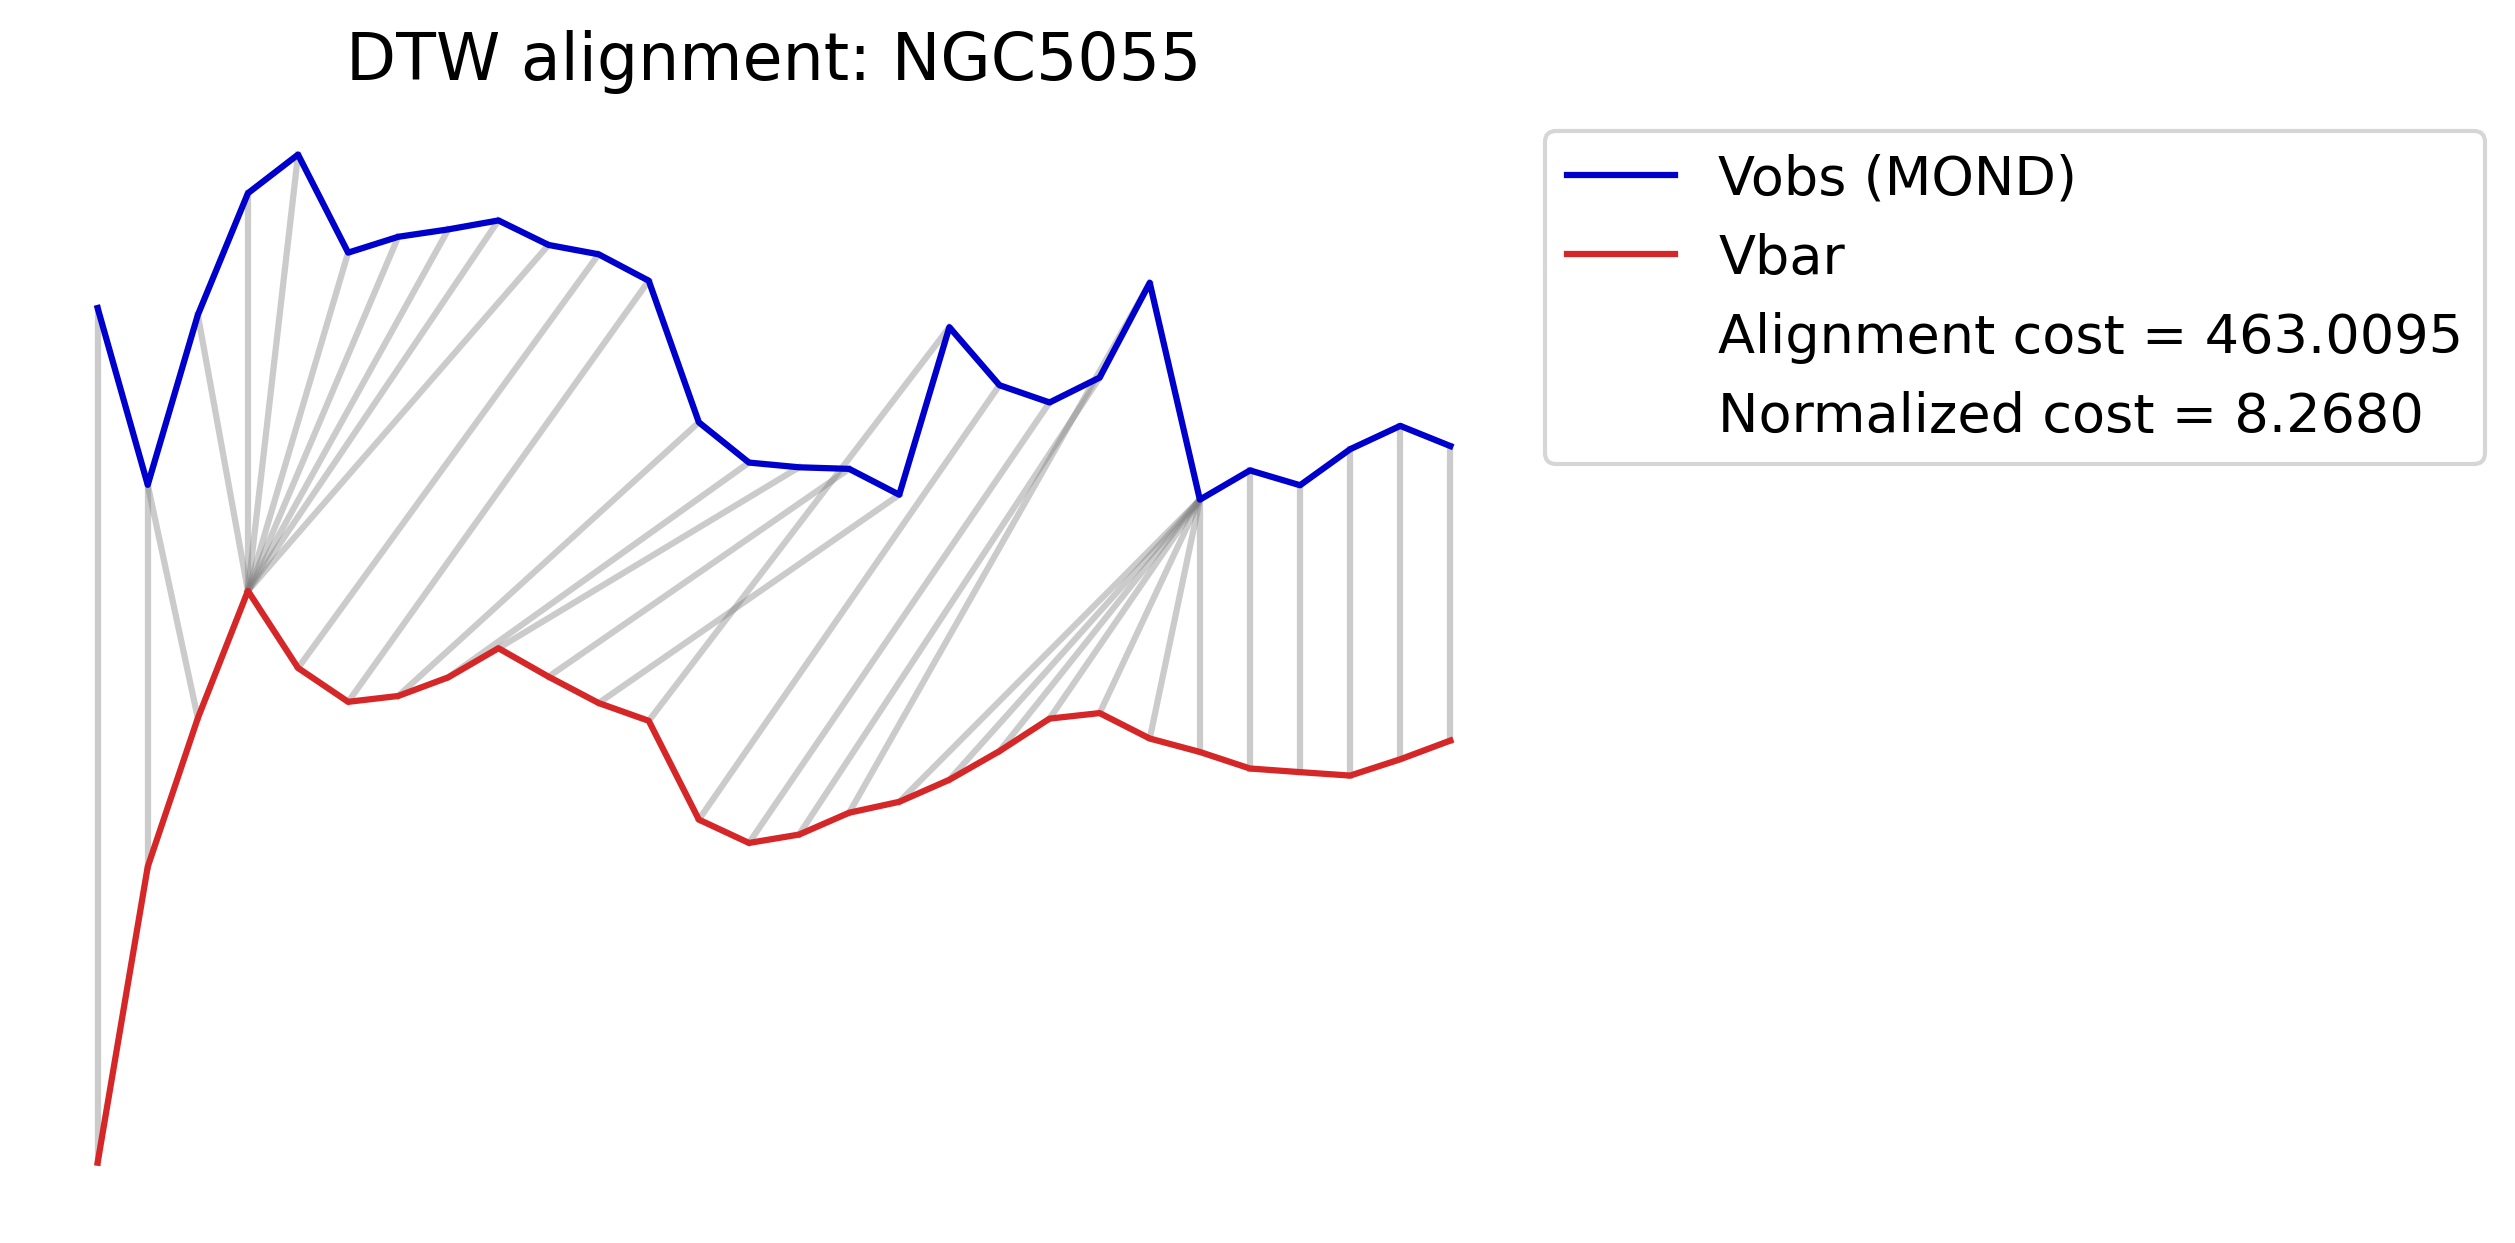 DTW alignment: NGC5055
Vobs (MOND)
Vbar
Alignment cost = 463.0095
Normalized cost = 8.2680